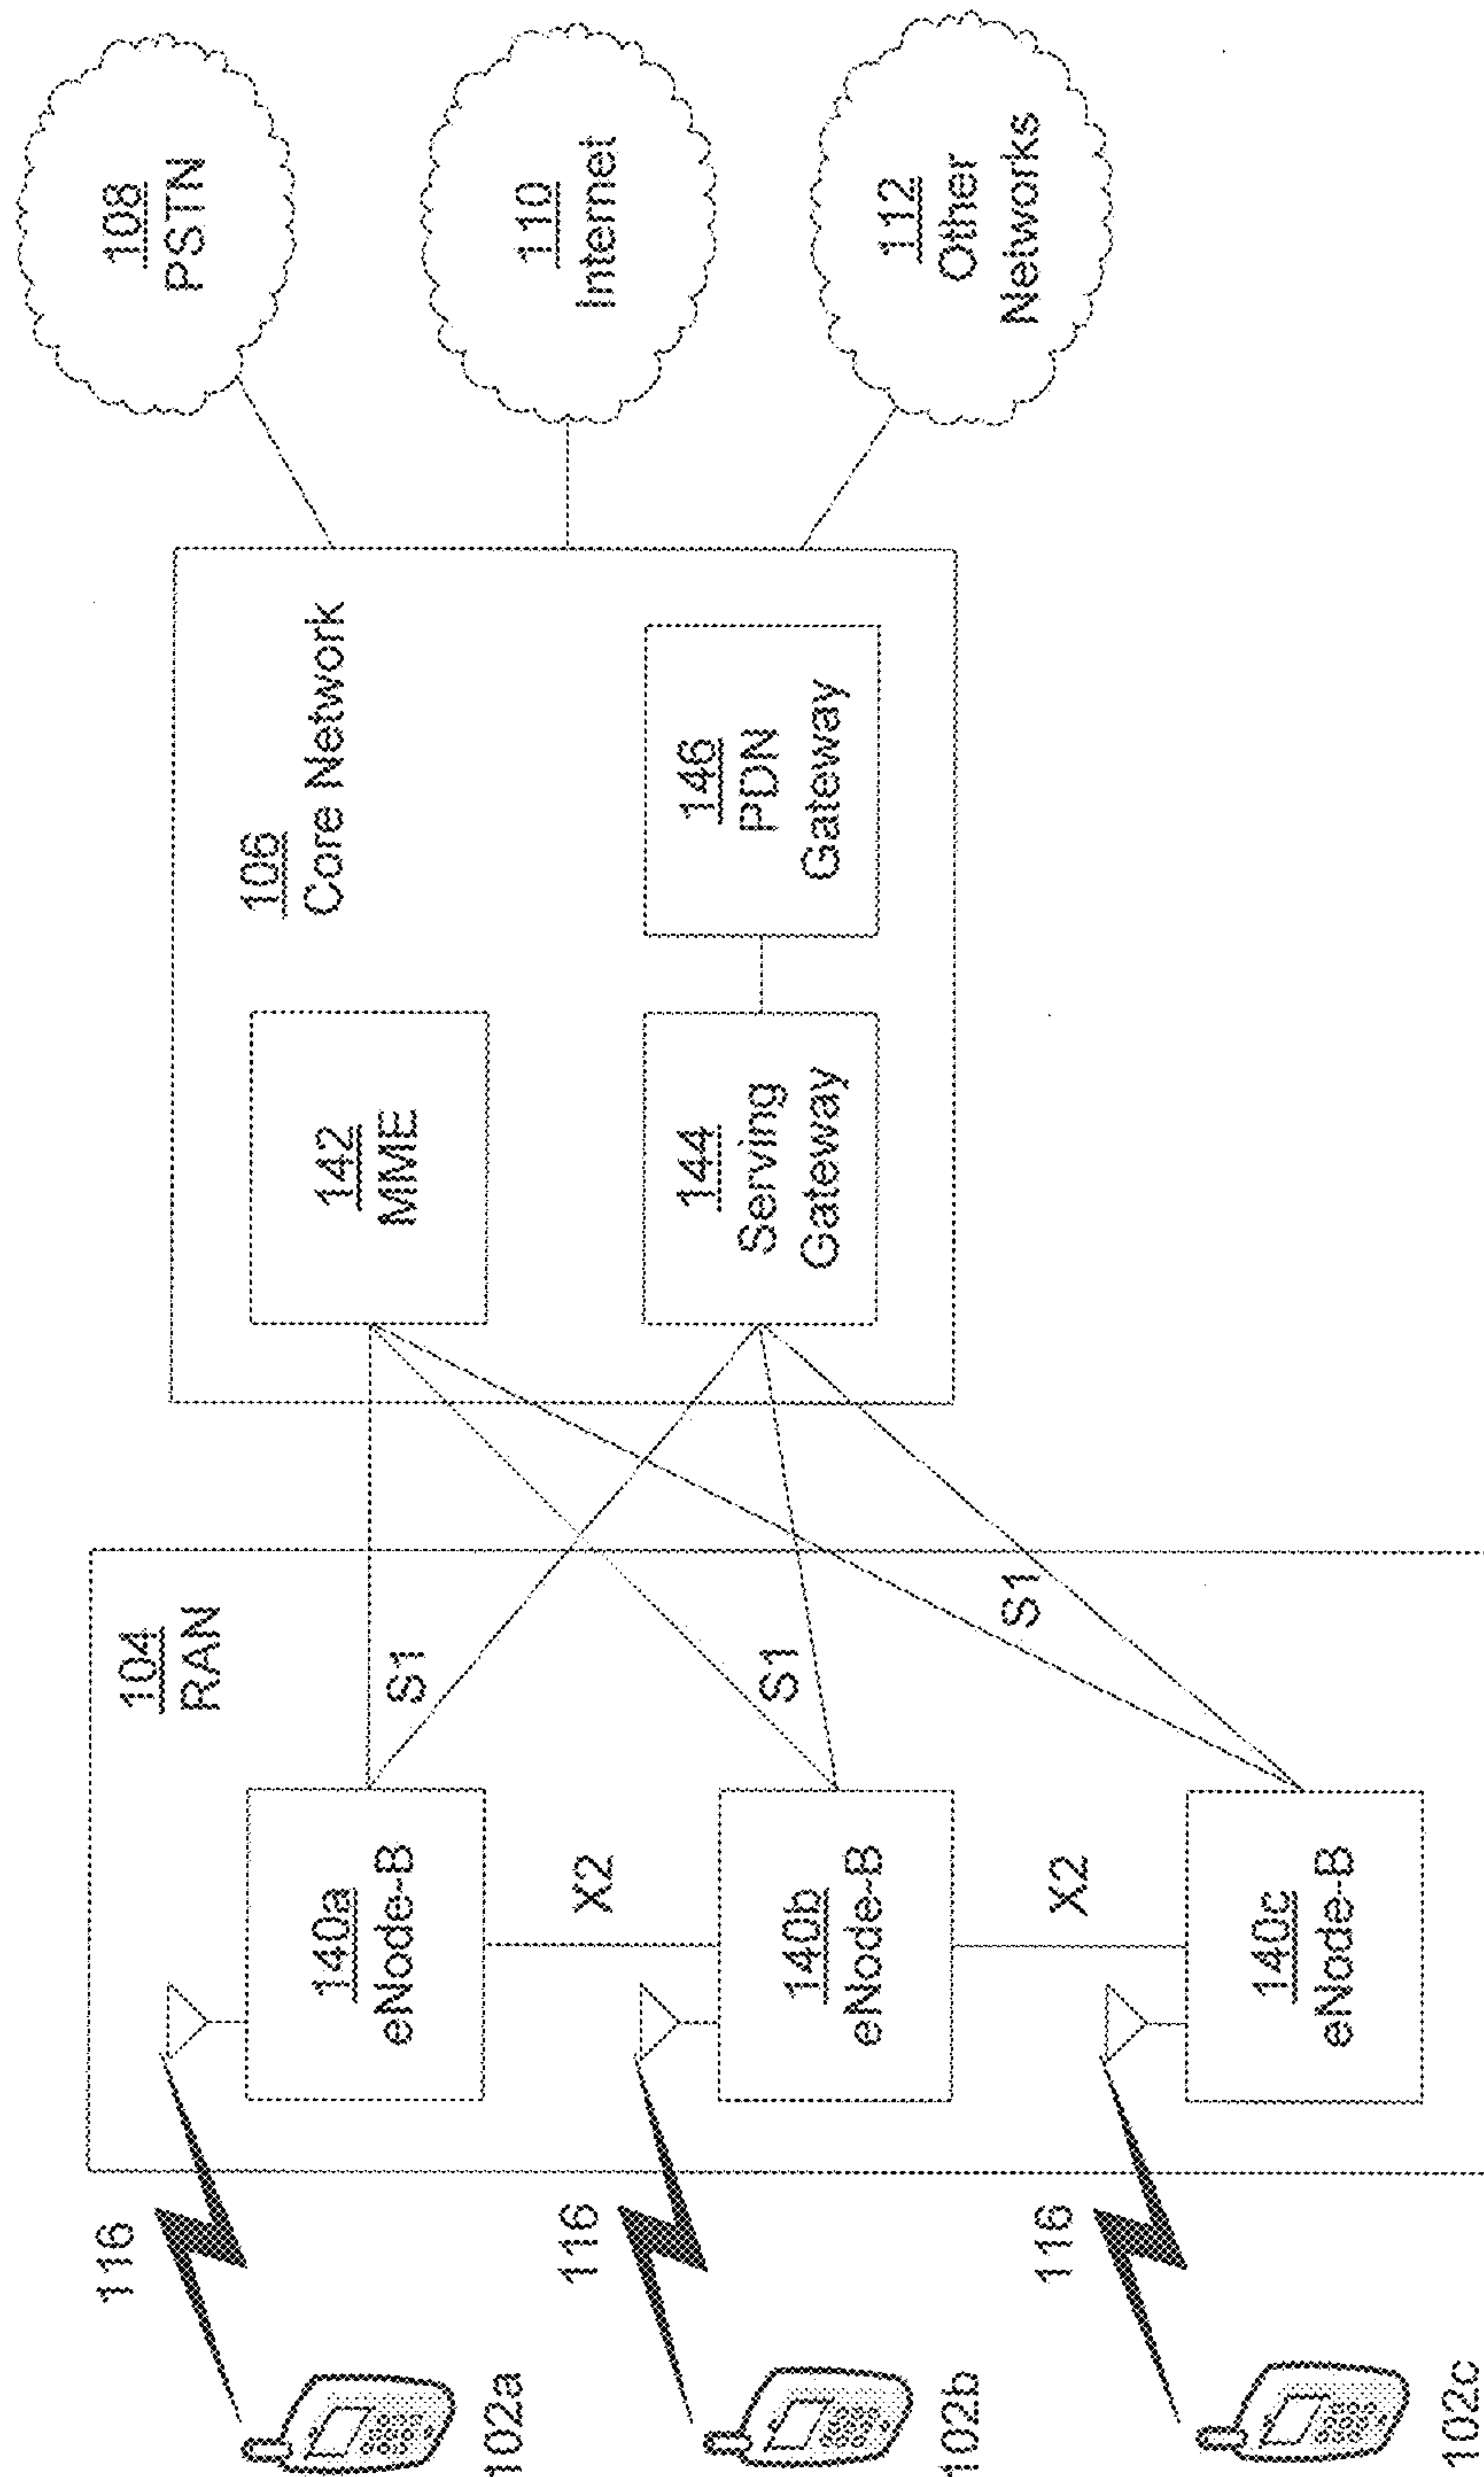 116
102a
116
102b
116
102c
104
RAN
140a
eNode-B
X2
140b
eNode-B
X2
140c
eNode-B
S1
S1
S1
106
Core Network
142
MME
144
Serving
Gateway
146
PDN
Gateway
108
PSTN
110
Internet
112
Other
Networks